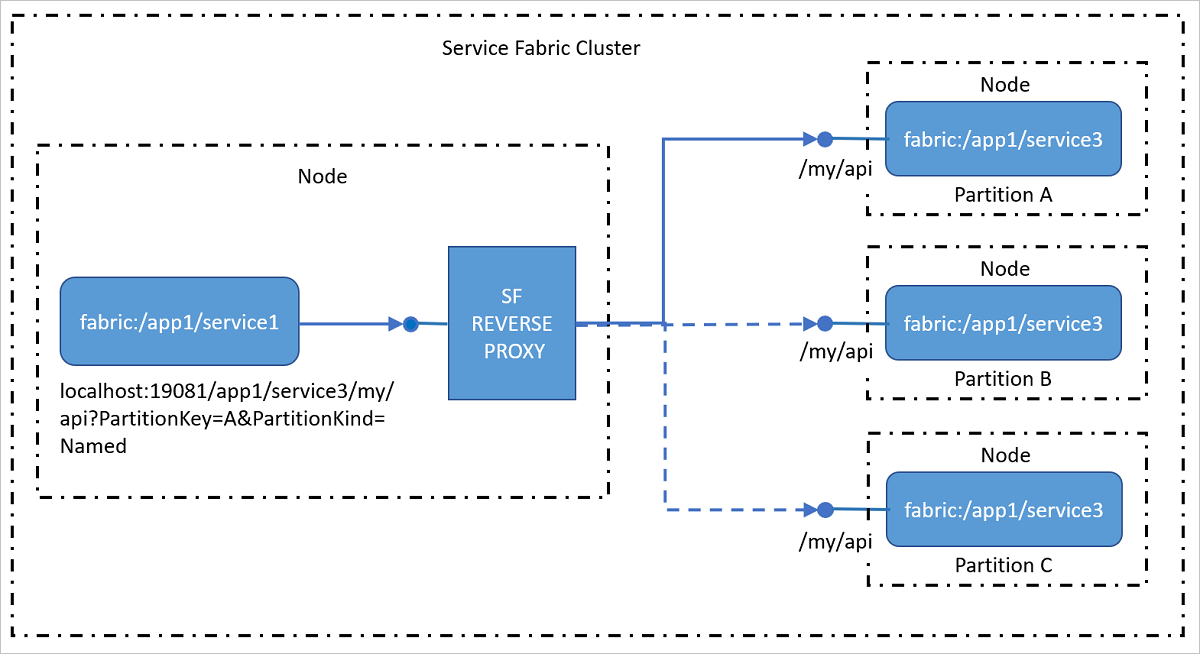 Service Fabric Cluster
Node
fabric:/app1/service1
localhost:19081/app1/service3/my/
api?PartitionKey=A&PartitionKind=
Named
SF
REVERSE
PROXY
/my/api
Node
fabric:/app1/service3
Partition A
/my/api
Node
fabric:/app1/service3
Partition B
/my/api
Node
fabric:/app1/service3
Partition C